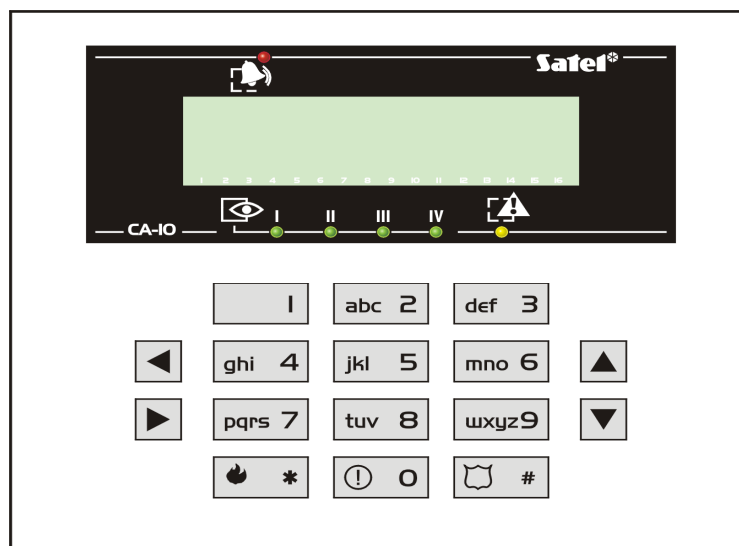 Satel
1 2 3 4 5 6 7 8 9 10 11 12 13 14 15 16
I II III IV
CA-10
1 abc 2 def 3
ghi 4 jkl 5 mno 6
pqrs 7 tuv 8 wxyz 9
* 0 #